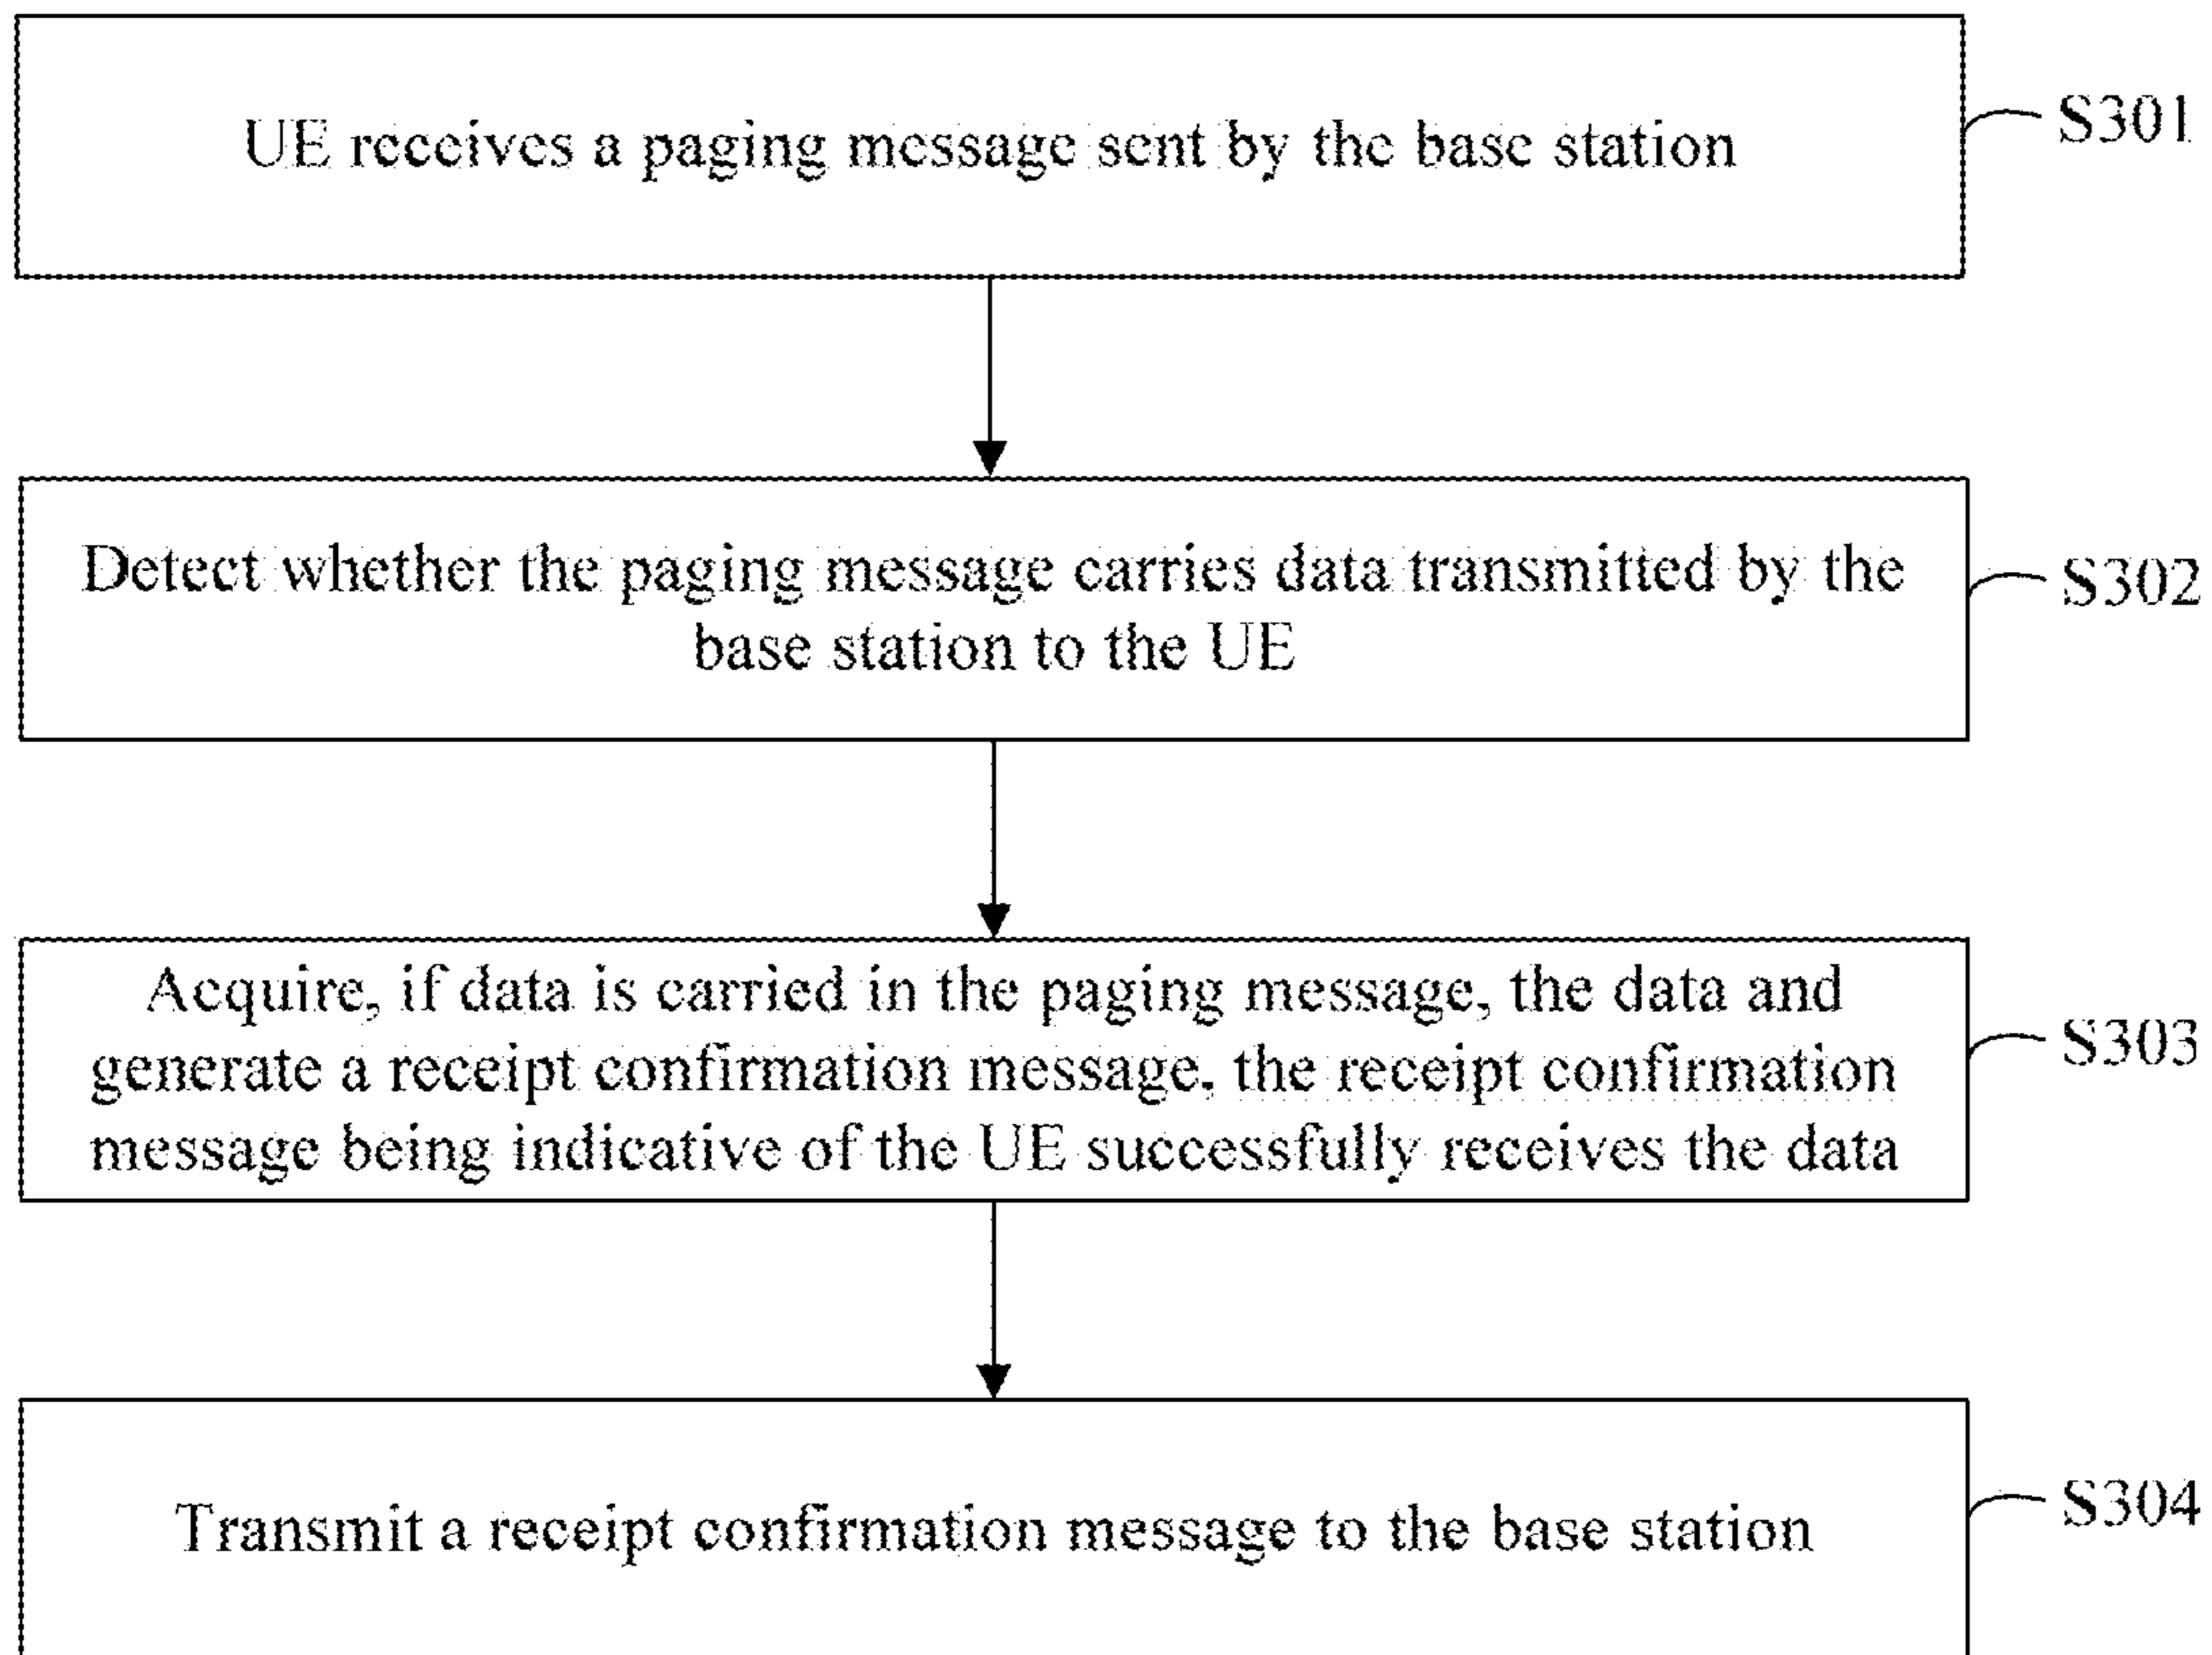 UE receives a paging message sent by the base station
S301
Detect whether the paging message carries data transmitted by the
base station to the UE
S302
Acquire, if data is carried in the paging message, the data and
generate a receipt confirmation message, the receipt confirmation
message being indicative of the UE successfully receives the data
S303
Transmit a receipt confirmation message to the base station
S304